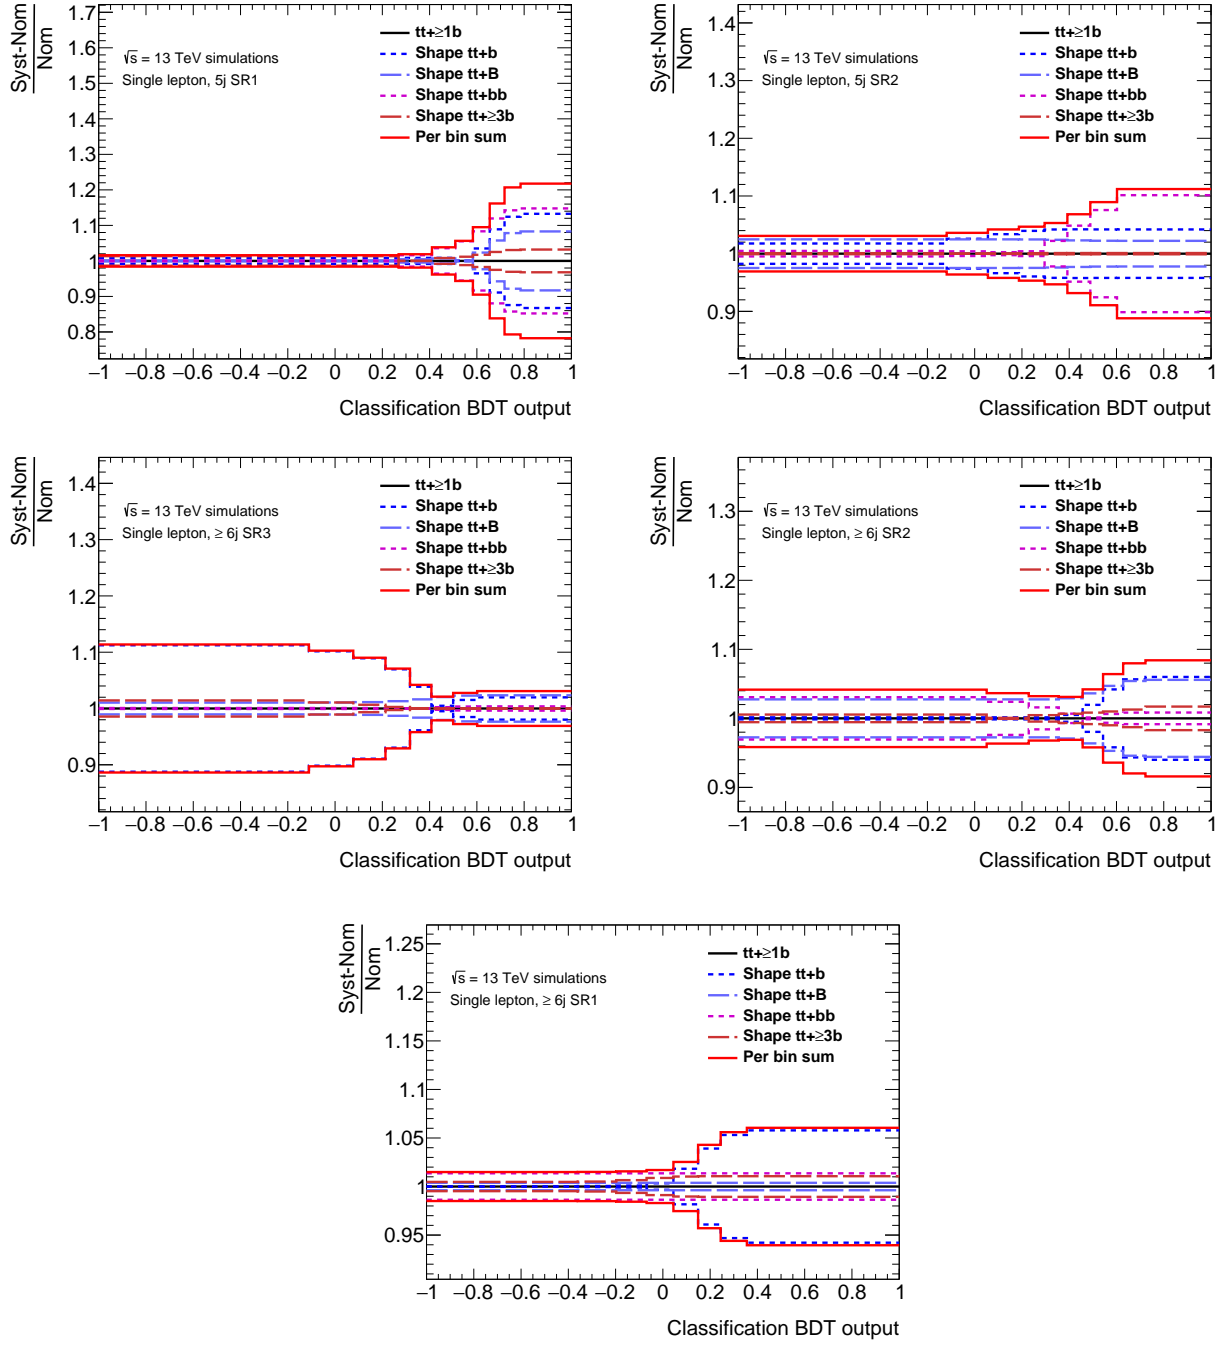 Syst-Nom
Nom
1.7
1.6
1.5
1.4
1.3
1.2
1.1
1
0.9
0.8
√s = 13 TeV simulations
Single lepton, 5j SR1
tt+≥1b
Shape tt+b
Shape tt+B
Shape tt+bb
Shape tt+≥3b
Per bin sum
−1 −0.8 −0.6 −0.4 −0.2 0 0.2 0.4 0.6 0.8 1
Classification BDT output
Syst-Nom
Nom
1.4
1.3
1.2
1.1
1
0.9
√s = 13 TeV simulations
Single lepton, 5j SR2
tt+≥1b
Shape tt+b
Shape tt+B
Shape tt+bb
Shape tt+≥3b
Per bin sum
−1 −0.8 −0.6 −0.4 −0.2 0 0.2 0.4 0.6 0.8 1
Classification BDT output
Syst-Nom
Nom
1.4
1.3
1.2
1.1
1
0.9
√s = 13 TeV simulations
Single lepton, ≥ 6j SR3
tt+≥1b
Shape tt+b
Shape tt+B
Shape tt+bb
Shape tt+≥3b
Per bin sum
−1 −0.8 −0.6 −0.4 −0.2 0 0.2 0.4 0.6 0.8 1
Classification BDT output
Syst-Nom
Nom
1.3
1.2
1.1
1
0.9
√s = 13 TeV simulations
Single lepton, ≥ 6j SR2
tt+≥1b
Shape tt+b
Shape tt+B
Shape tt+bb
Shape tt+≥3b
Per bin sum
−1 −0.8 −0.6 −0.4 −0.2 0 0.2 0.4 0.6 0.8 1
Classification BDT output
Syst-Nom
Nom
1.25
1.2
1.15
1.1
1.05
1
0.95
√s = 13 TeV simulations
Single lepton, ≥ 6j SR1
tt+≥1b
Shape tt+b
Shape tt+B
Shape tt+bb
Shape tt+≥3b
Per bin sum
−1 −0.8 −0.6 −0.4 −0.2 0 0.2 0.4 0.6 0.8 1
Classification BDT output